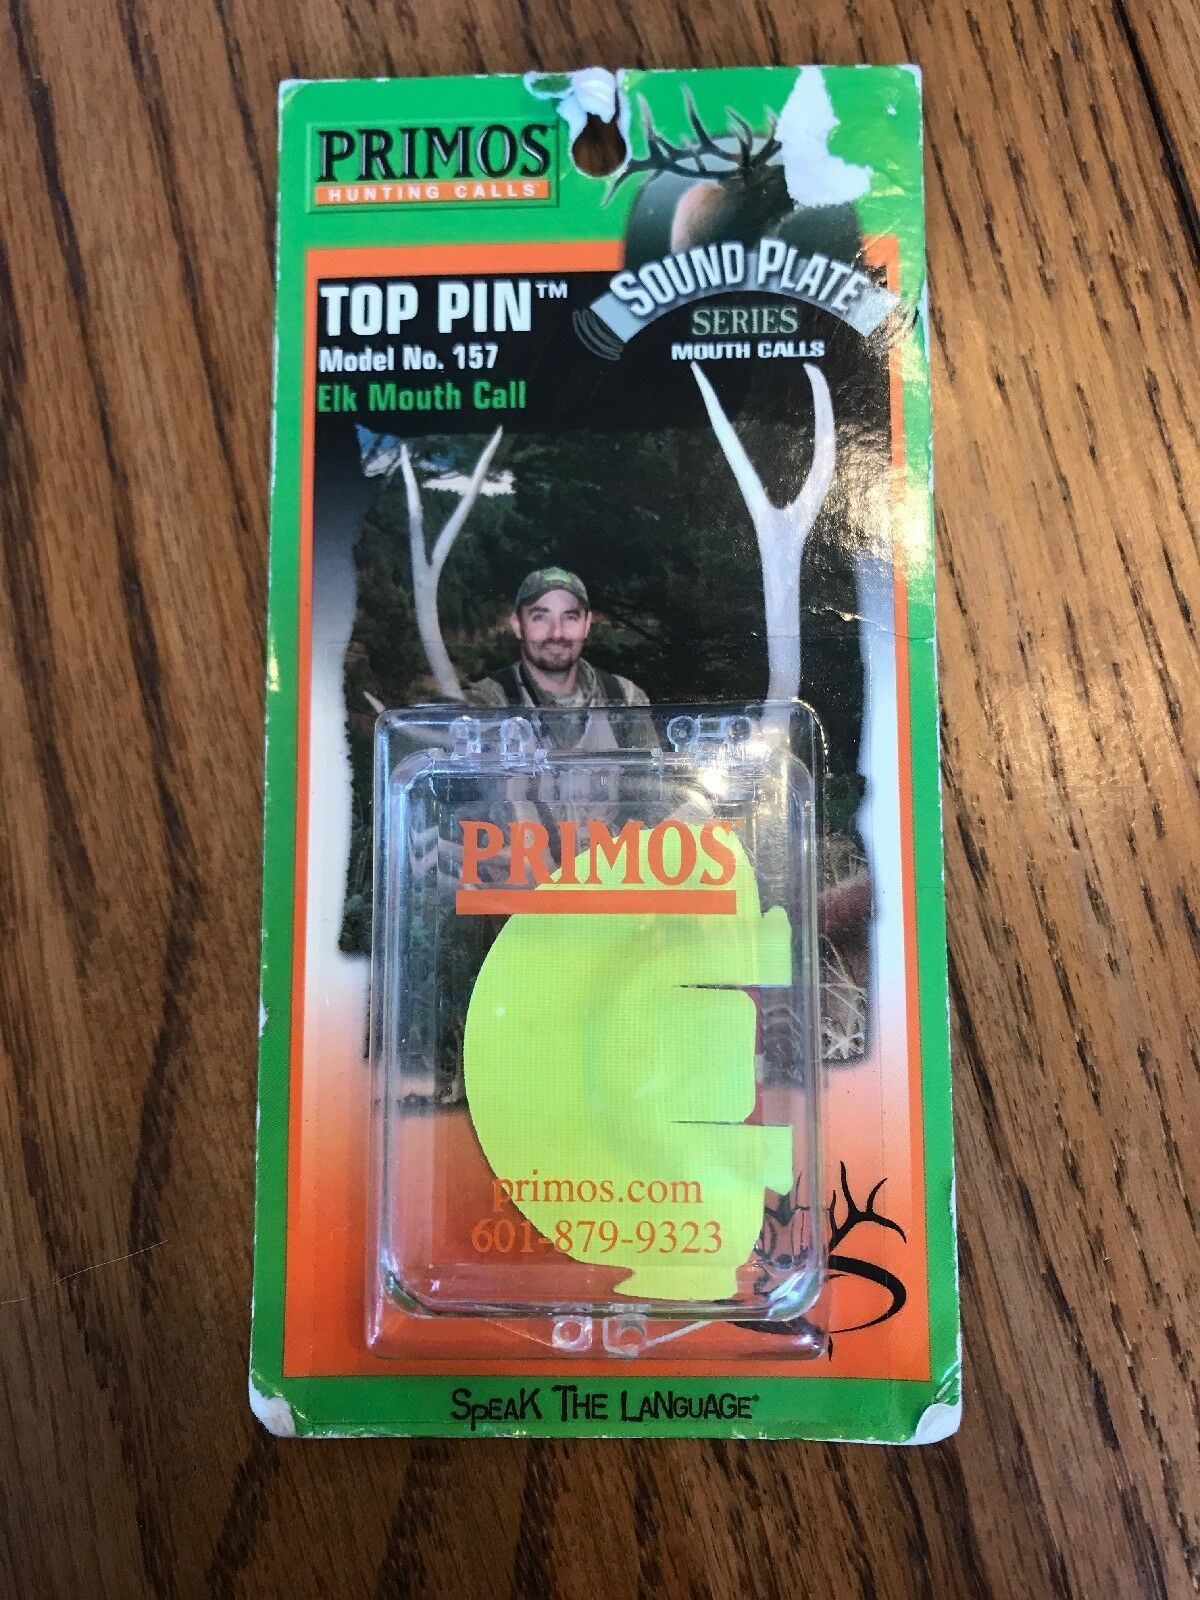 PRIMOS
HUNTING CALLS™
TOP PIN™
Model No. 157
Elk Mouth Call
SOUND PLATE
SERIES
MOUTH CALLS
PRIMOS
primos.com
601-879-9323
SPEAK THE LANGUAGE®